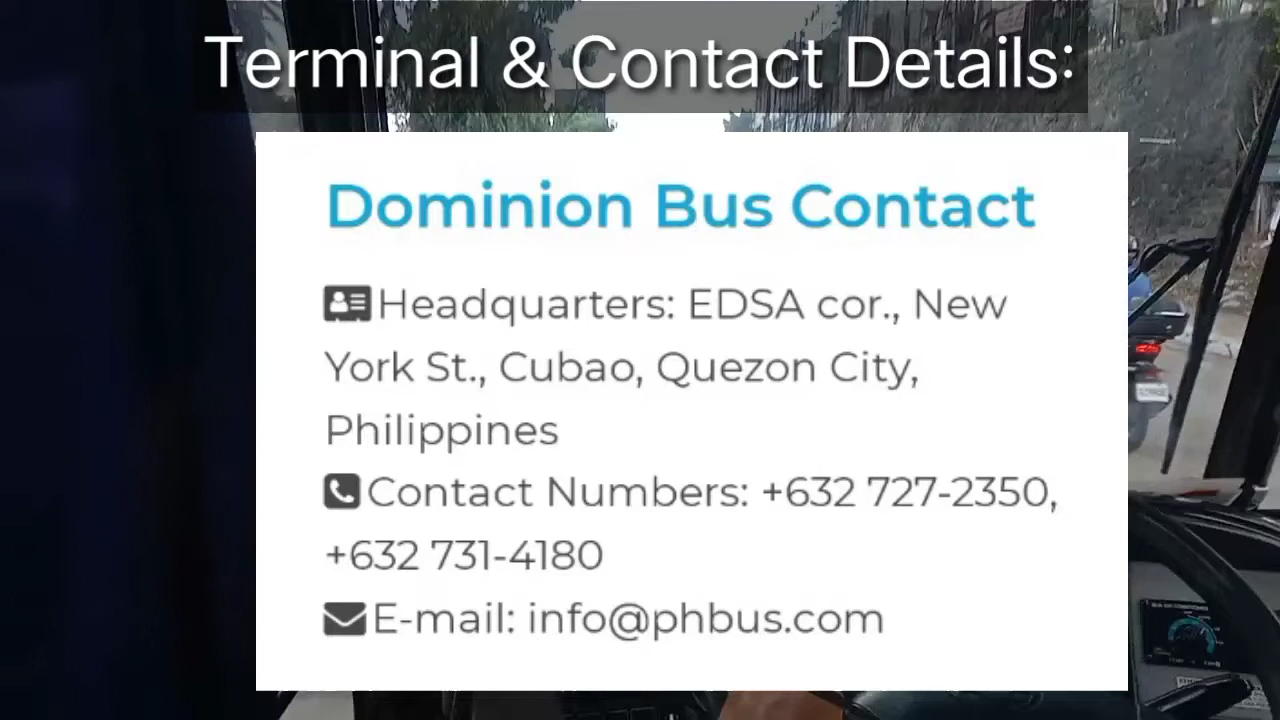 Terminal & Contact Details:
Dominion Bus Contact
Headquarters: EDSA cor., New
York St., Cubao, Quezon City,
Philippines
Contact Numbers: +632 727-2350,
+632 731-4180
E-mail: info@phbus.com